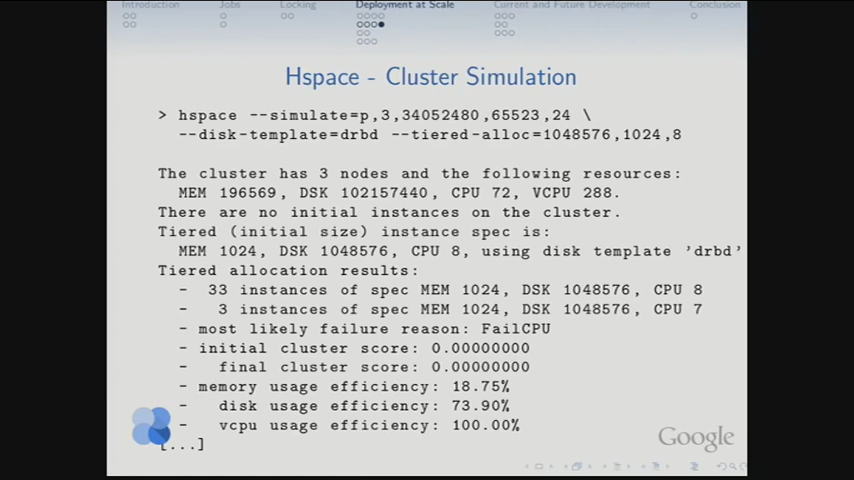 Introduction Jobs Locking Deployment at Scale Current and Future Development Conclusion
Hspace - Cluster Simulation
> hspace --simulate=p,3,34052480,65523,24 \
--disk-template=drbd --tiered-alloc=1048576,1024,8
The cluster has 3 nodes and the following resources:
MEM 196569, DSK 102157440, CPU 72, VCPU 288.
There are no initial instances on the cluster.
Tiered (initial size) instance spec is:
MEM 1024, DSK 1048576, CPU 8, using disk template 'drbd'
Tiered allocation results:
- 33 instances of spec MEM 1024, DSK 1048576, CPU 8
- 3 instances of spec MEM 1024, DSK 1048576, CPU 7
- most likely failure reason: FailCPU
- initial cluster score: 0.00000000
- final cluster score: 0.00000000
- memory usage efficiency: 18.75%
- disk usage efficiency: 73.90%
- vcpu usage efficiency: 100.00%
[...]
Google